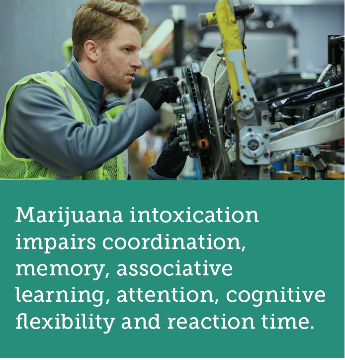 Marijuana intoxication
impairs coordination,
memory, associative
learning, attention, cognitive
flexibility and reaction time.